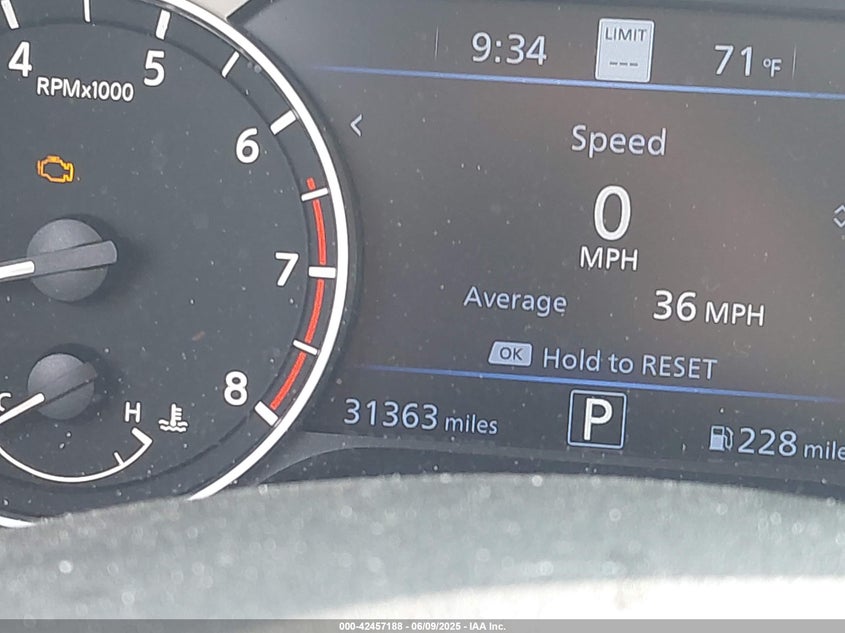 4
5
RPMx1000
6
7
8
C
H
9:34
LIMIT
---
71 °F
Speed
0
MPH
Average 36 MPH
OK Hold to RESET
31363 miles
P
228 mile
000-42457188 - 06/09/2025 - IAA Inc.